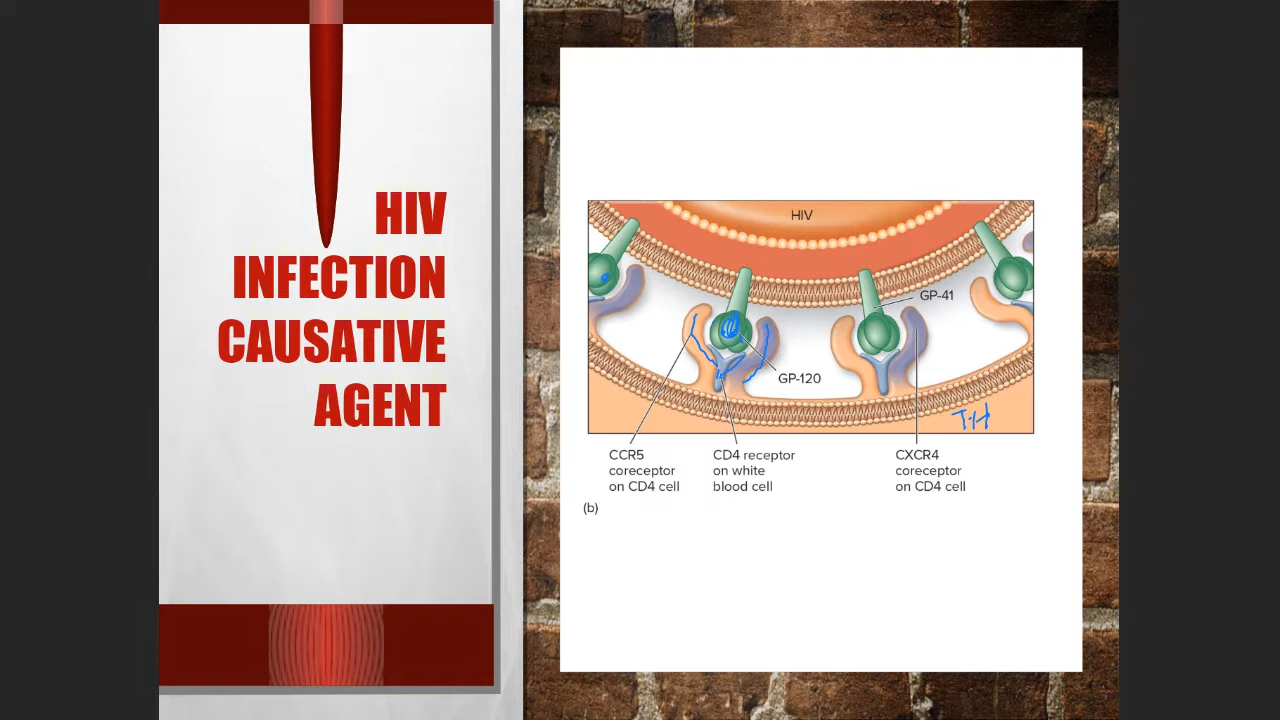 HIV
INFECTION
CAUSATIVE
AGENT
HIV
GP-41
GP-120
T-H
CCR5
coreceptor
on CD4 cell
CD4 receptor
on white
blood cell
CXCR4
coreceptor
on CD4 cell
(b)